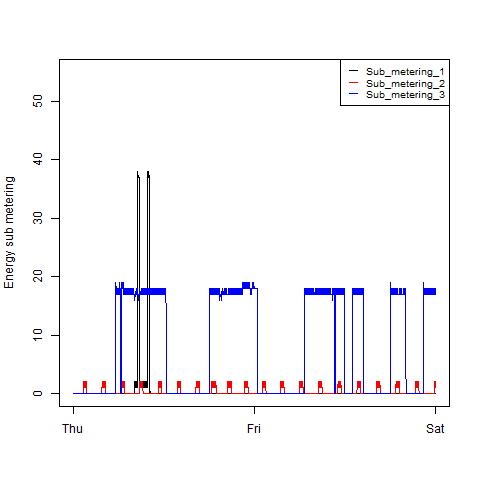 Sub_metering_1
Sub_metering_2
Sub_metering_3
Energy sub metering
50
40
30
20
10
0
Thu Fri Sat